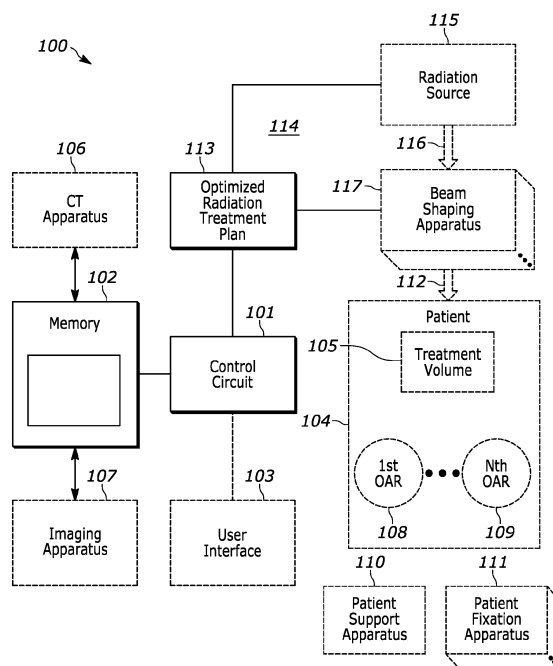 100
115
Radiation
Source
114
116
106
CT
Apparatus
113
Optimized
Radiation
Treatment
Plan
117
Beam
Shaping
Apparatus
102
Memory
101
Control
Circuit
112
Patient
105
Treatment
Volume
104
1st
OAR
Nth
OAR
108
109
107
Imaging
Apparatus
103
User
Interface
110
Patient
Support
Apparatus
111
Patient
Fixation
Apparatus